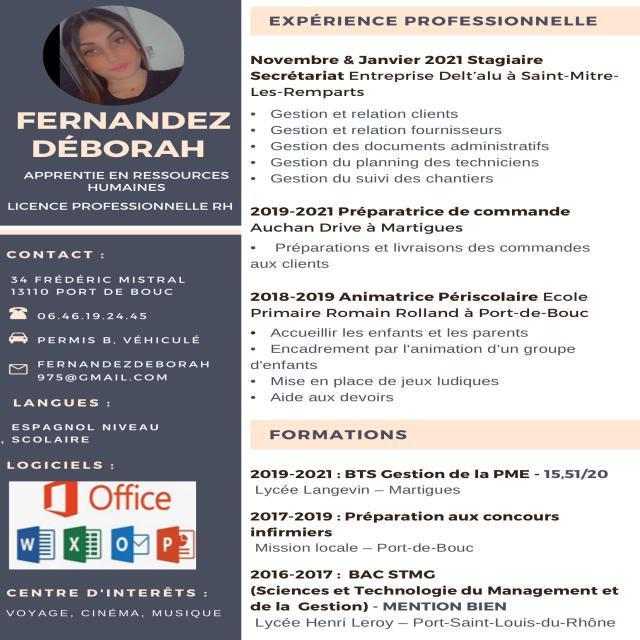 FERNANDEZ
DÉBORAH
APPRENTIE EN RESSOURCES
HUMAINES
LICENCE PROFESSIONNELLE RH
CONTACT :
34 FRÉDÉRIC MISTRAL
13110 PORT DE BOUC
06.46.19.24.45
PERMIS B, VÉHICULÉ
FERNANDEZDEBORAH
975@GMAIL.COM
LANGUES :
ESPAGNOL NIVEAU
, SCOLAIRE
LOGICIELS :
Office
W X O P
CENTRE D'INTERÊTS :
VOYAGE, CINÉMA, MUSIQUE
EXPÉRIENCE PROFESSIONNELLE
Novembre & Janvier 2021 Stagiaire
Secrétariat Entreprise Delt'alu à Saint-Mitre-
Les-Remparts
• Gestion et relation clients
• Gestion et relation fournisseurs
• Gestion des documents administratifs
• Gestion du planning des techniciens
• Gestion du suivi des chantiers
2019-2021 Préparatrice de commande
Auchan Drive à Martigues
• Préparations et livraisons des commandes
aux clients
2018-2019 Animatrice Périscolaire Ecole
Primaire Romain Rolland à Port-de-Bouc
• Accueillir les enfants et les parents
• Encadrement par l'animation d'un groupe
d'enfants
• Mise en place de jeux ludiques
• Aide aux devoirs
FORMATIONS
2019-2021 : BTS Gestion de la PME - 15,51/20
Lycée Langevin – Martigues
2017-2019 : Préparation aux concours
infirmiers
Mission locale – Port-de-Bouc
2016-2017 : BAC STMG
(Sciences et Technologie du Management et
de la Gestion) - MENTION BIEN
Lycée Henri Leroy – Port-Saint-Louis-du-Rhône